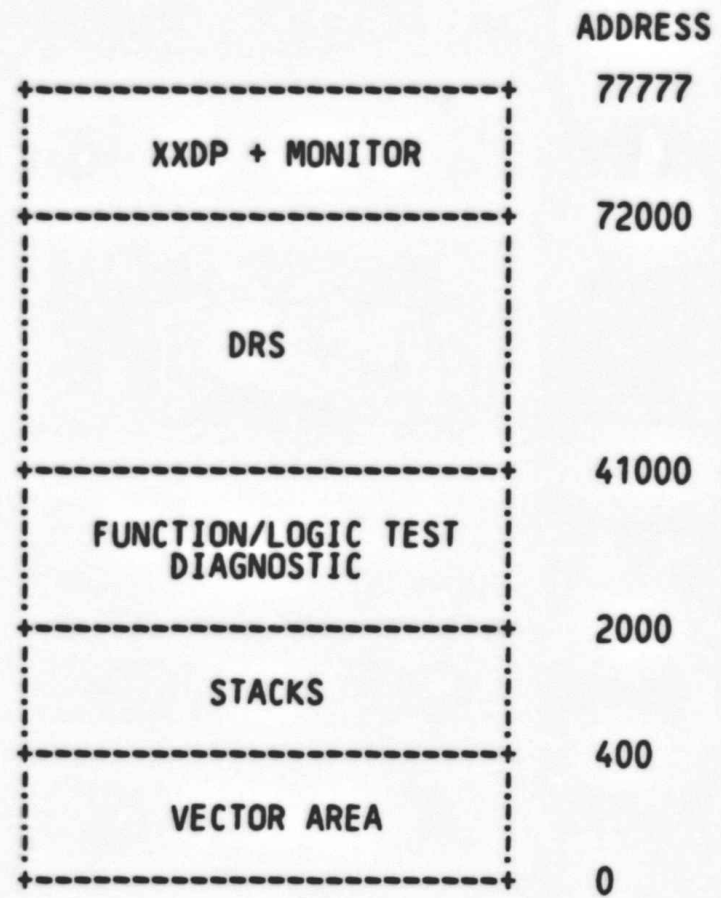 ADDRESS
77777
XXDP + MONITOR
72000
DRS
41000
FUNCTION/LOGIC TEST
DIAGNOSTIC
2000
STACKS
400
VECTOR AREA
0